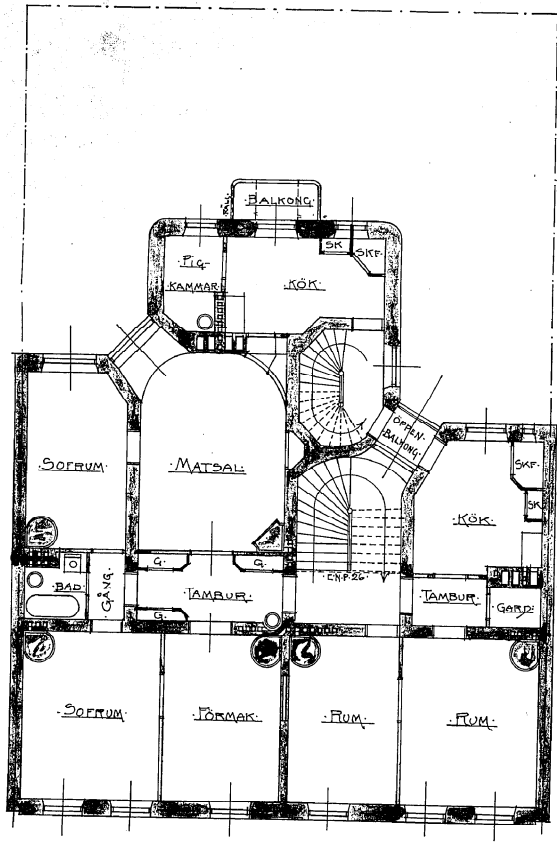 BALKONG
SK
SKF.
PIG-
KAMMAR
KÖK
ÖPPEN
BALKONG.
SOFRUM
MATSAL
SKF.
SK
KÖK
G.
G.
BAD
GÅNG
TAMBUR
TAMBUR
GARD.
G.
SOFRUM
FÖRMAK
RUM
RUM